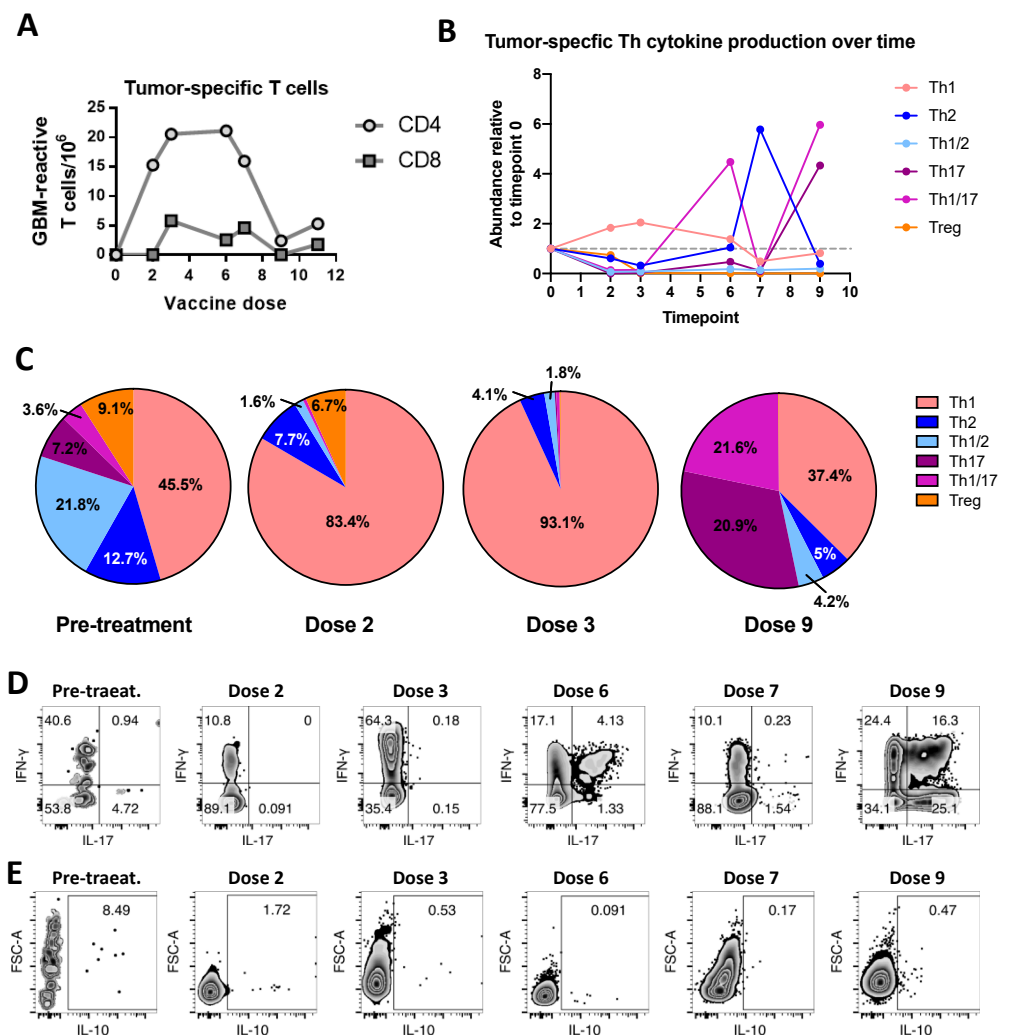 A
Tumor-specific T cells
GBM-reactive
T cells/10⁶
25
20
15
10
5
0
0 2 4 6 8 10 12
Vaccine dose
CD4
CD8
B
Tumor-specfic Th cytokine production over time
Abundance relative
to timepoint 0
8
6
4
2
0
0 1 2 3 4 5 6 7 8 9 10
Timepoint
Th1
Th2
Th1/2
Th17
Th1/17
Treg
C
3.6%
9.1%
7.2%
45.5%
21.8%
12.7%
Pre-treatment
1.6%
6.7%
7.7%
83.4%
Dose 2
1.8%
4.1%
93.1%
Dose 3
21.6%
37.4%
20.9%
5%
4.2%
Dose 9
Th1
Th2
Th1/2
Th17
Th1/17
Treg
D
Pre-traeat.
40.6 0.94
IFN-γ
53.8 4.72
IL-17
Dose 2
10.8 0
IFN-γ
89.1 0.091
IL-17
Dose 3
64.3 0.18
IFN-γ
35.4 0.15
IL-17
Dose 6
17.1 4.13
IFN-γ
77.5 1.33
IL-17
Dose 7
10.1 0.23
IFN-γ
88.1 1.54
IL-17
Dose 9
24.4 16.3
IFN-γ
34.1 25.1
IL-17
E
Pre-traeat.
8.49
FSC-A
IL-10
Dose 2
1.72
FSC-A
IL-10
Dose 3
0.53
FSC-A
IL-10
Dose 6
0.091
FSC-A
IL-10
Dose 7
0.17
FSC-A
IL-10
Dose 9
0.47
FSC-A
IL-10